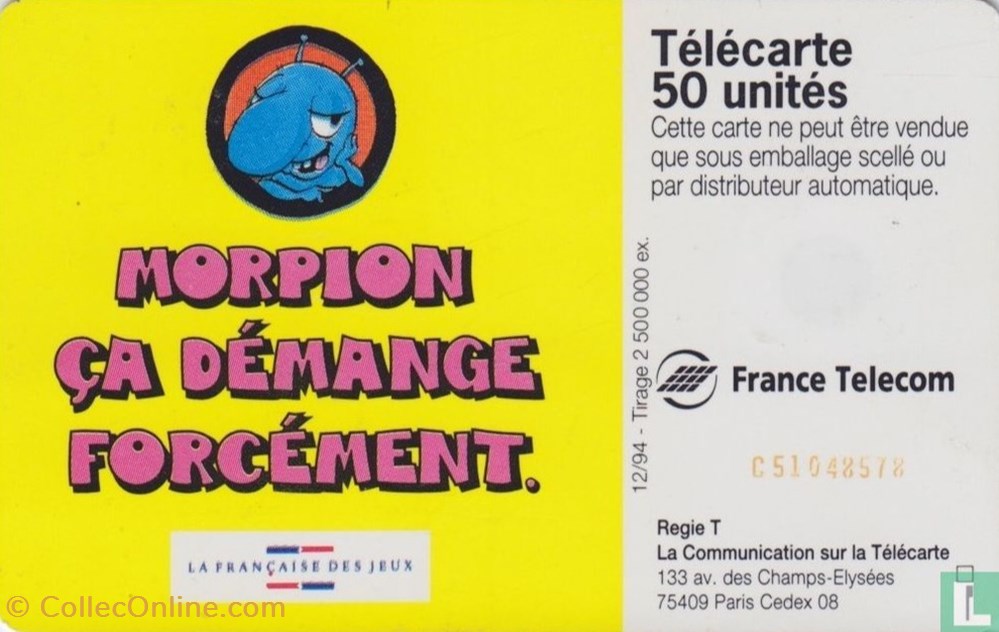 MORPION
ÇA DÉMANGE
FORCÉMENT.
LA FRANÇAISE DES JEUX
Télécarte
50 unités
Cette carte ne peut être vendue
que sous emballage scellé ou
par distributeur automatique.
12/94 - Tirage 2 500 000 ex.
France Telecom
C51048578
Regie T
La Communication sur la Télécarte
133 av. des Champs-Elysées
75409 Paris Cedex 08
© CollecOnline.com
L